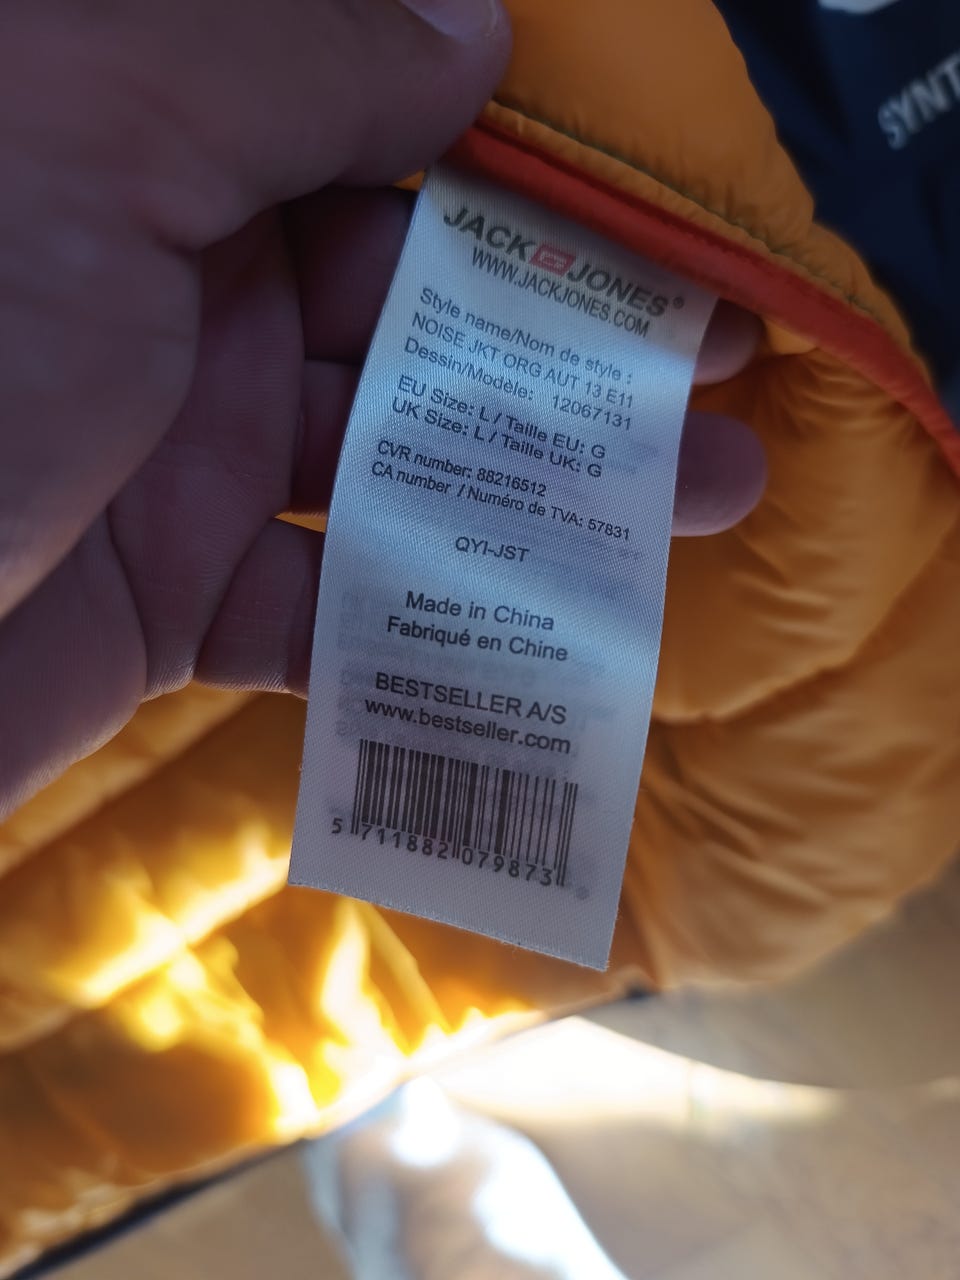 SYNT
JACK JONES®
WWW.JACKJONES.COM
Style name/Nom de style :
NOISE JKT ORG AUT 13 E11
Dessin/Modèle: 12067131
EU Size: L / Taille EU: G
UK Size: L / Taille UK: G
CVR number: 88216512
CA number / Numéro de TVA: 57831
QYI-JST
Made in China
Fabriqué en Chine
BESTSELLER A/S
www.bestseller.com
5 711882 079873